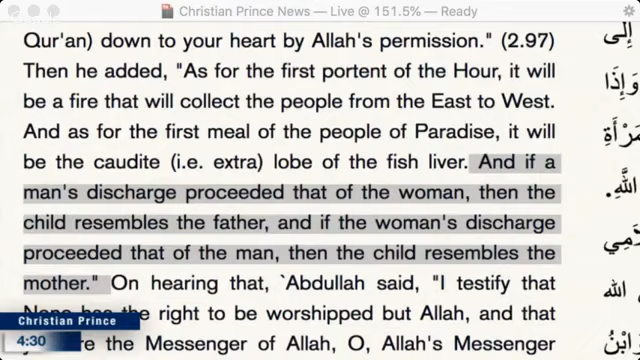 Christian Prince News — Live @ 151.5% — Ready
Qur'an) down to your heart by Allah's permission." (2.97)
Then he added, "As for the first portent of the Hour, it will
be a fire that will collect the people from the East to West.
And as for the first meal of the people of Paradise, it will
be the caudite (i.e. extra) lobe of the fish liver. And if a
man's discharge proceeded that of the woman, then the
child resembles the father, and if the woman's discharge
proceeded that of the man, then the child resembles the
mother." On hearing that, `Abdullah said, "I testify that
None has the right to be worshipped but Allah, and that
are the Messenger of Allah, O, Allah's Messenger
Christian Prince
4:30
إلى
وَإِذَا
اللَّهِ.
الله